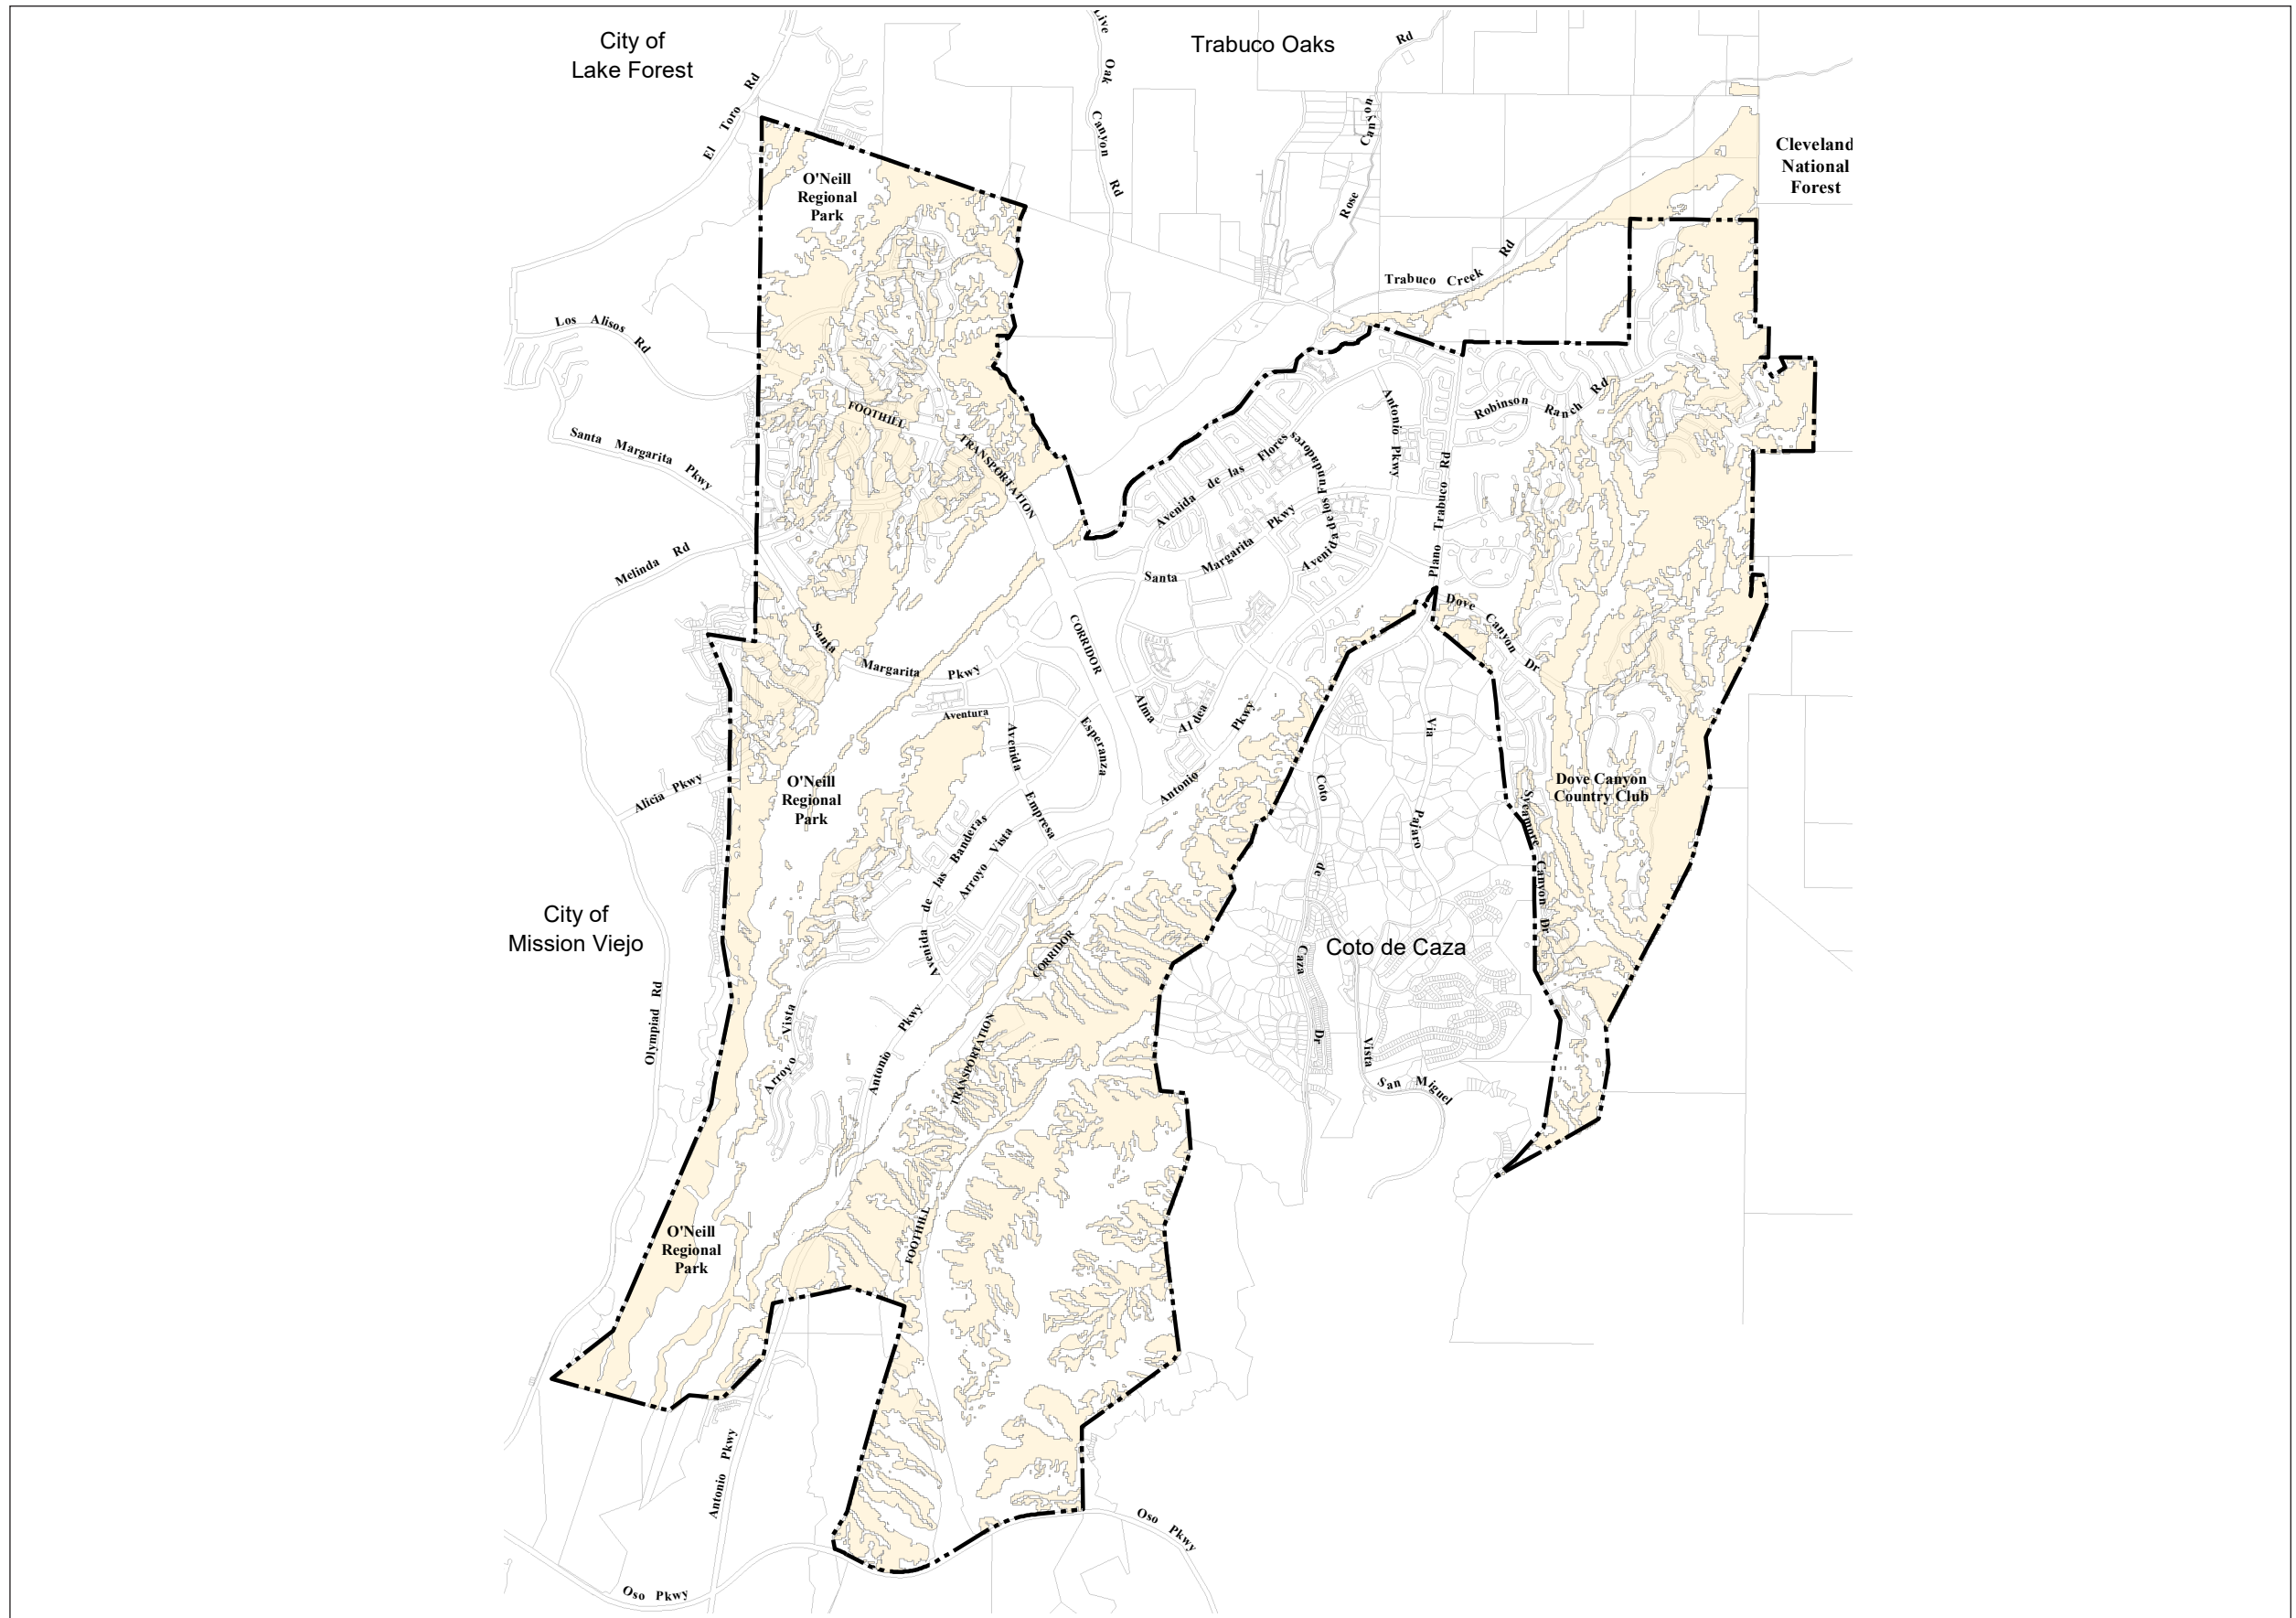 City of
Lake Forest
Trabuco Oaks
Live Oak Canyon Rd
Rd
El Toro Rd
Rose Canyon
Cleveland
National
Forest
O'Neill
Regional
Park
Trabuco Creek Rd
Los Alisos Rd
FOOTHILL
TRANSPORTATION
CORRIDOR
Santa Margarita Pkwy
Antonio Pkwy
Robinson Ranch Rd
Avenida de las Flores
Avenida de los Fundadores
Plano Trabuco Rd
Santa Margarita Pkwy
Melinda Rd
Dove Canyon Dr
Santa Margarita Pkwy
Aventura
Avenida Empresa
Esperanza
Alma Aldea
Antonio Pkwy
Via Pajaro
Coto de Caza Dr
Alicia Pkwy
O'Neill
Regional
Park
Dove Canyon
Country Club
Sycamore Canyon Dr
Avenida de las Banderas
Arroyo Vista
City of
Mission Viejo
Coto de Caza
Olympiad Rd
Arroyo Vista
Antonio Pkwy
FOOTHILL TRANSPORTATION CORRIDOR
Vista
San Miguel
O'Neill
Regional
Park
Antonio Pkwy
Oso Pkwy
Oso Pkwy